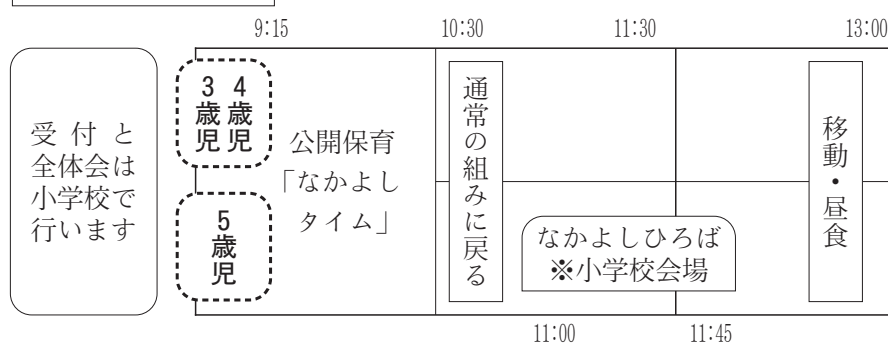 9:15
10:30
11:30
13:00
受付と
全体会は
小学校で
行います
3歳児
4歳児
5歳児
公開保育
「なかよし
タイム」
通常の組みに戻る
なかよしひろば
※小学校会場
移動・昼食
11:00
11:45